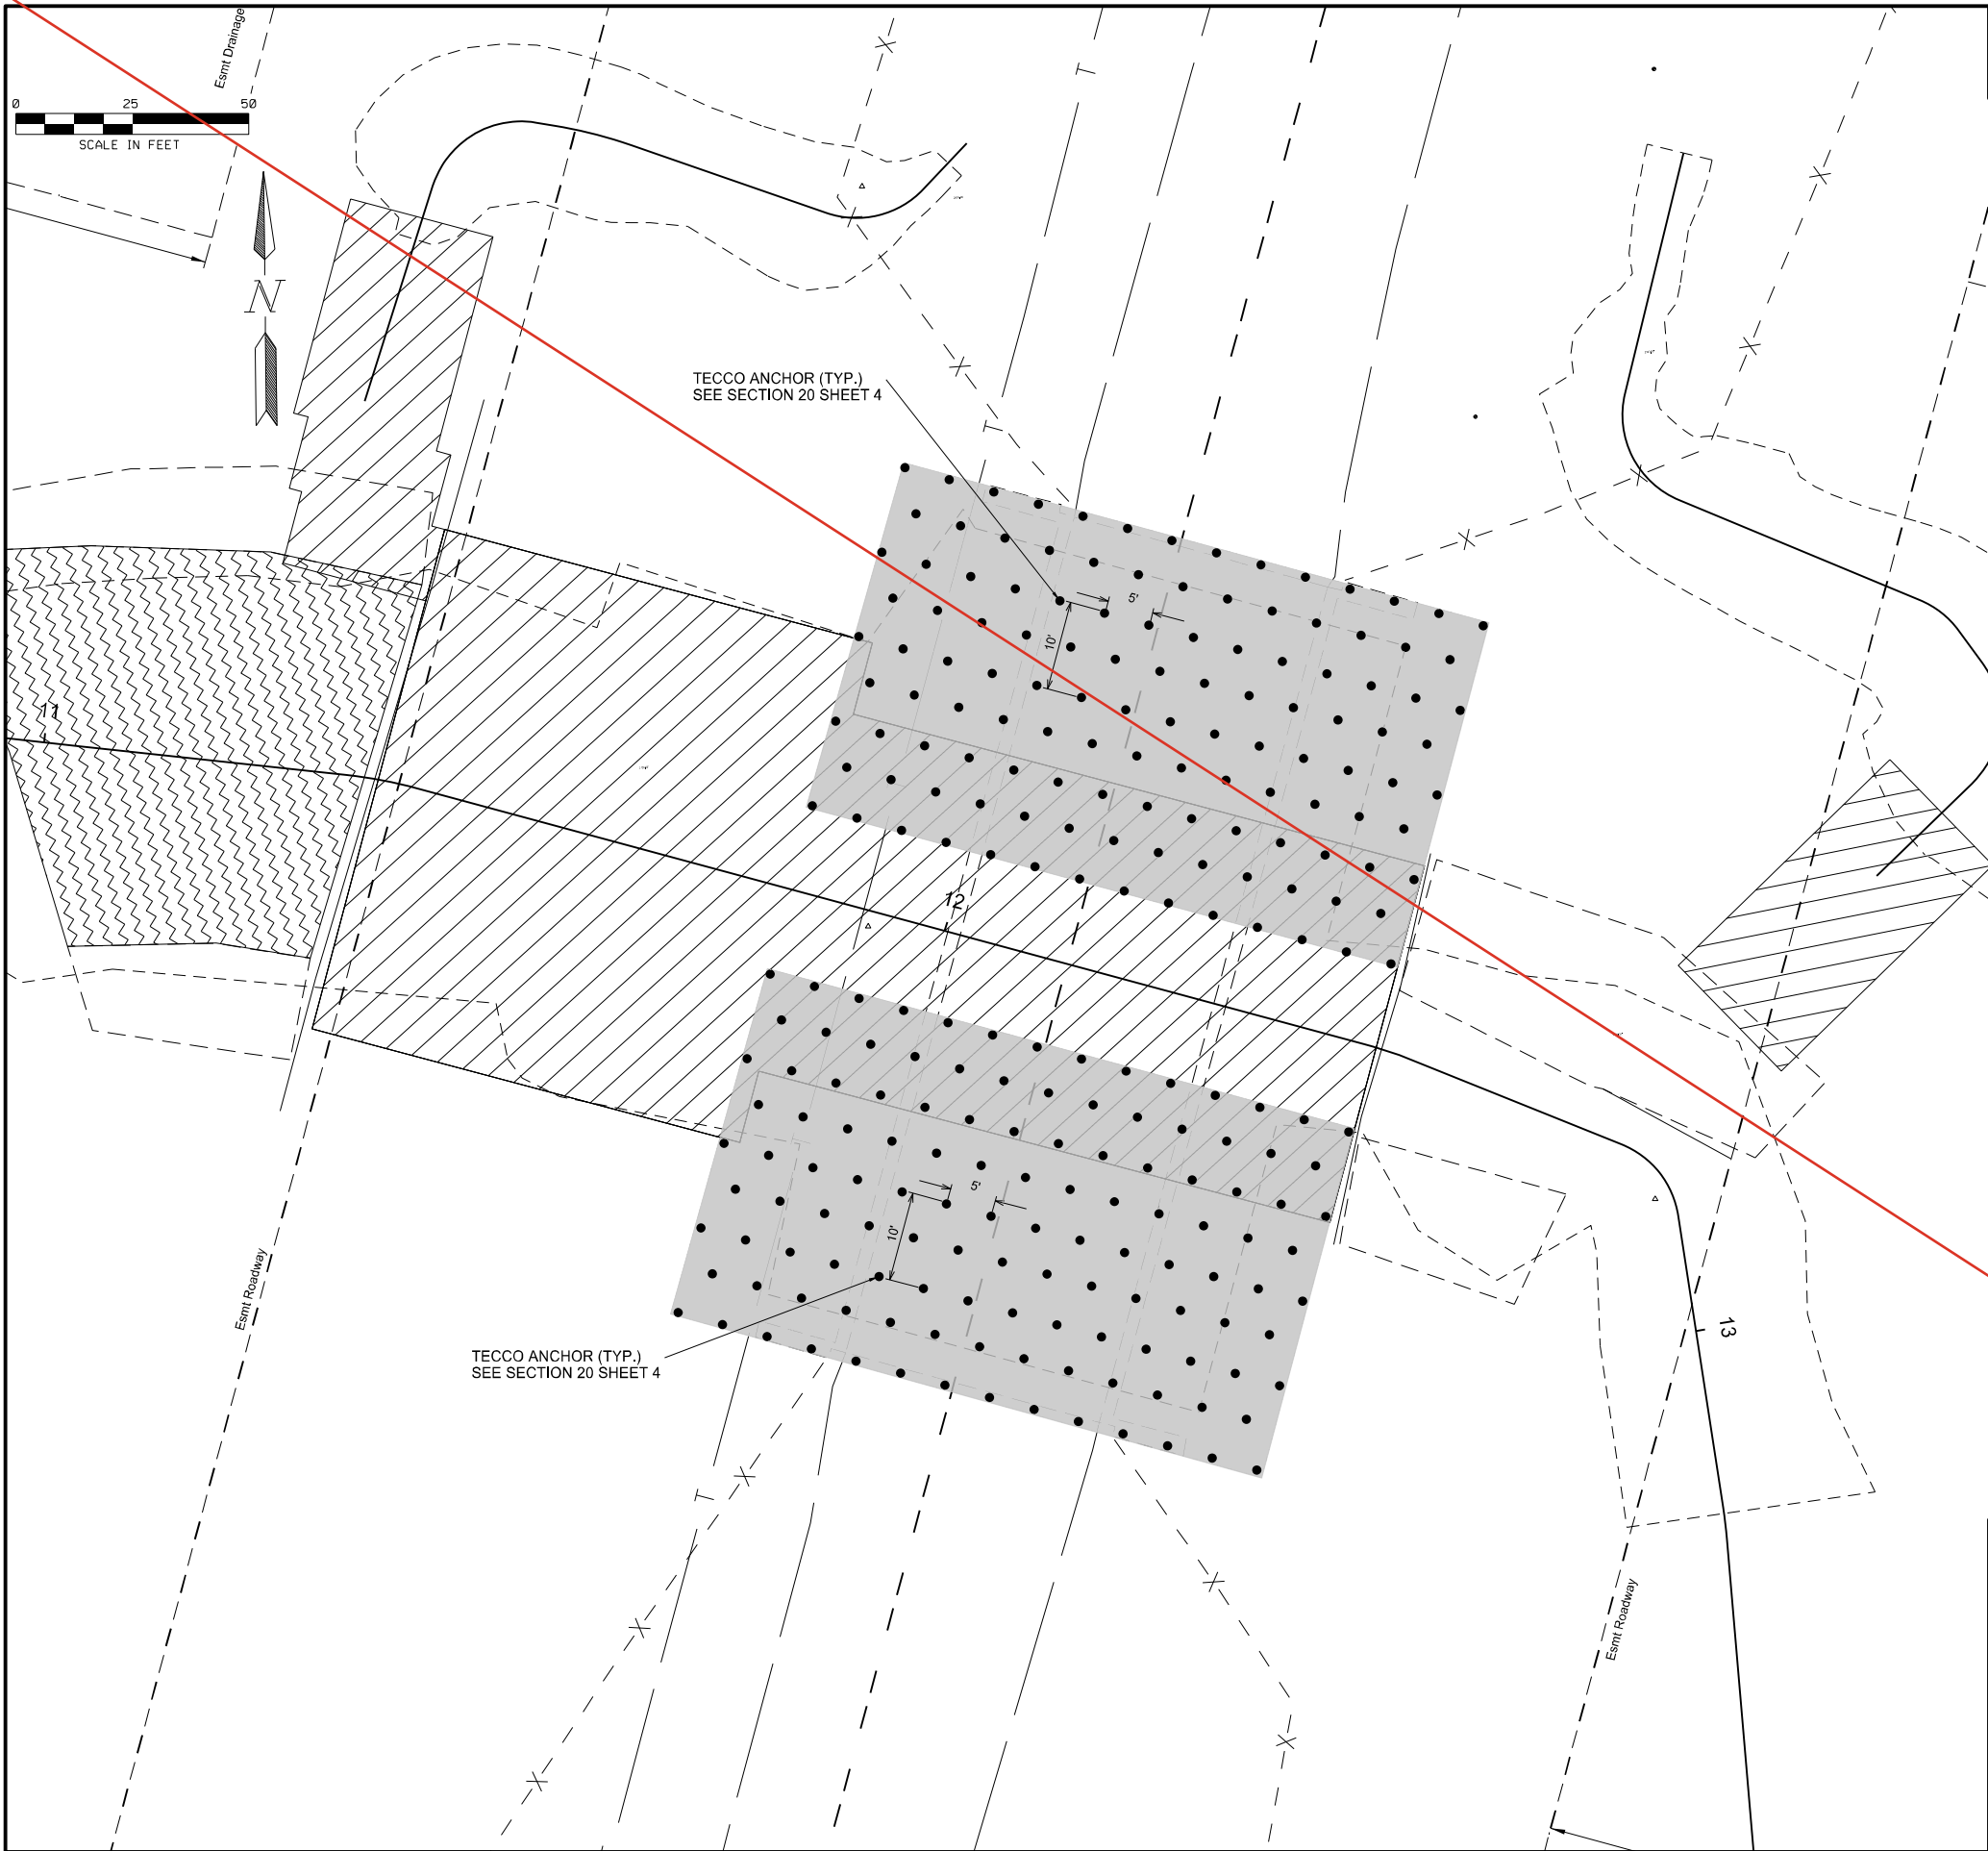 Esmt Drainage
0 25 50
SCALE IN FEET
N
TECCO ANCHOR (TYP.)
SEE SECTION 20 SHEET 4
5'
10'
11
12
5'
10'
Esmt Roadway
13
TECCO ANCHOR (TYP.)
SEE SECTION 20 SHEET 4
Esmt Roadway